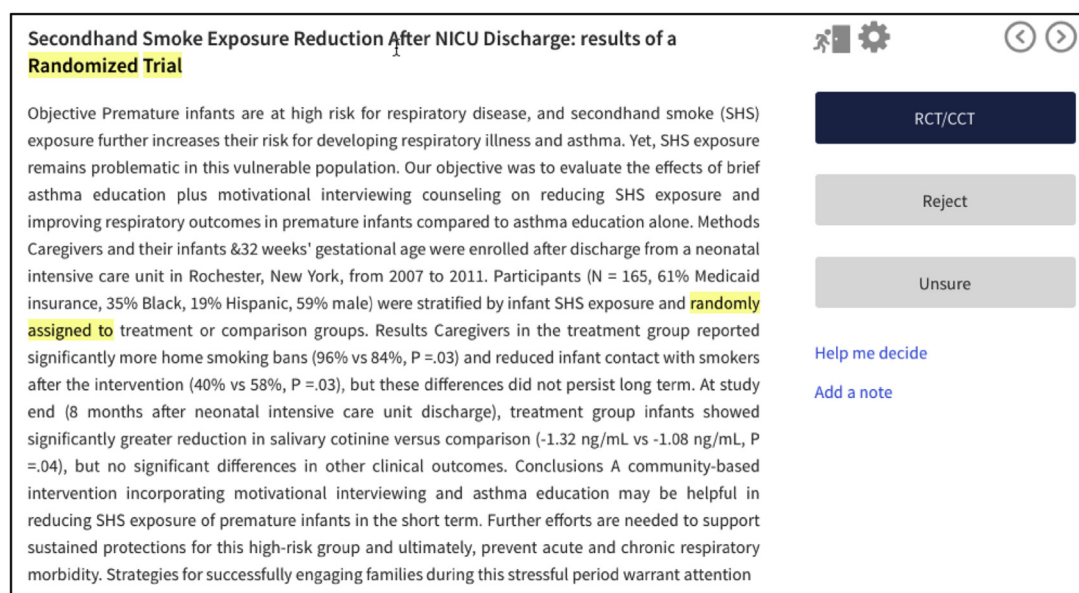 Secondhand Smoke Exposure Reduction After NICU Discharge: results of a
Randomized Trial
Objective Premature infants are at high risk for respiratory disease, and secondhand smoke (SHS)
exposure further increases their risk for developing respiratory illness and asthma. Yet, SHS exposure
remains problematic in this vulnerable population. Our objective was to evaluate the effects of brief
asthma education plus motivational interviewing counseling on reducing SHS exposure and
improving respiratory outcomes in premature infants compared to asthma education alone. Methods
Caregivers and their infants &32 weeks' gestational age were enrolled after discharge from a neonatal
intensive care unit in Rochester, New York, from 2007 to 2011. Participants (N = 165, 61% Medicaid
insurance, 35% Black, 19% Hispanic, 59% male) were stratified by infant SHS exposure and randomly
assigned to treatment or comparison groups. Results Caregivers in the treatment group reported
significantly more home smoking bans (96% vs 84%, P =.03) and reduced infant contact with smokers
after the intervention (40% vs 58%, P =.03), but these differences did not persist long term. At study
end (8 months after neonatal intensive care unit discharge), treatment group infants showed
significantly greater reduction in salivary cotinine versus comparison (-1.32 ng/mL vs -1.08 ng/mL, P
=.04), but no significant differences in other clinical outcomes. Conclusions A community-based
intervention incorporating motivational interviewing and asthma education may be helpful in
reducing SHS exposure of premature infants in the short term. Further efforts are needed to support
sustained protections for this high-risk group and ultimately, prevent acute and chronic respiratory
morbidity. Strategies for successfully engaging families during this stressful period warrant attention
RCT/CCT
Reject
Unsure
Help me decide
Add a note